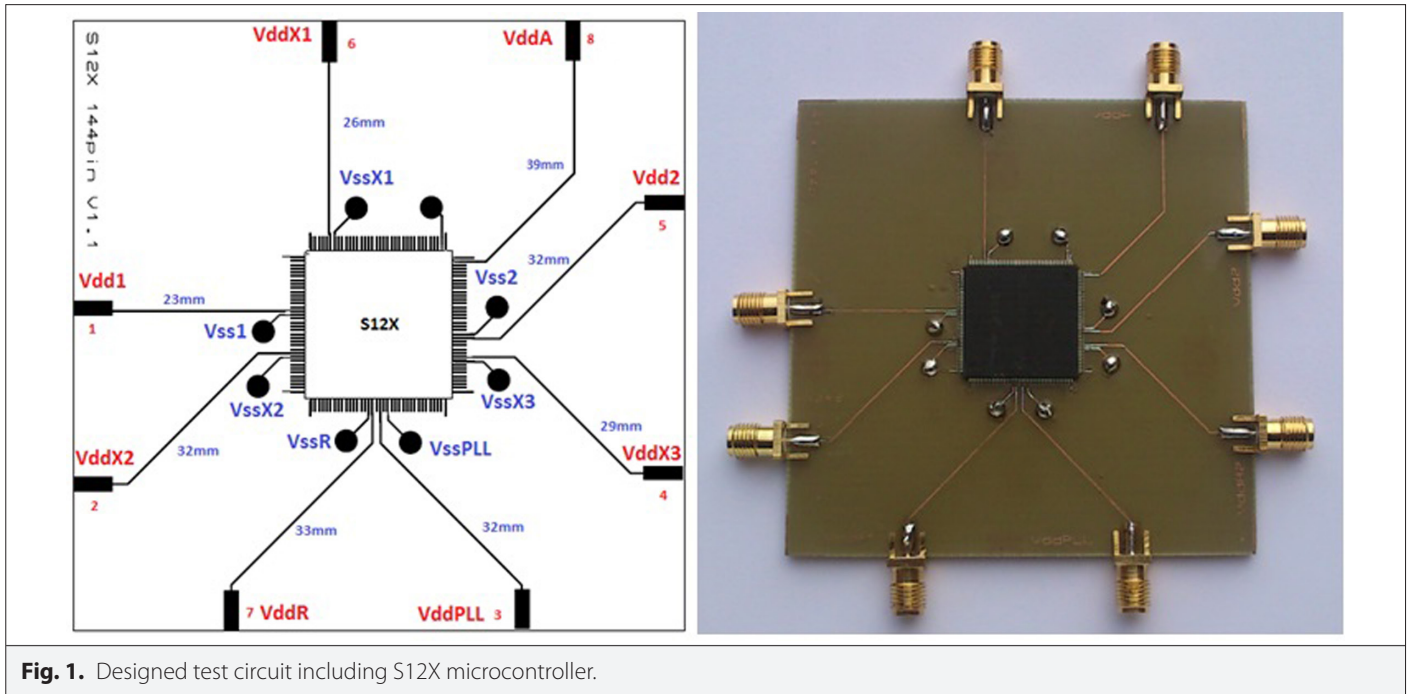 S12X 144pin V1.1
VddX1
6
VddA
8
26mm
39mm
VssX1
Vdd2
5
32mm
Vss2
Vdd1
1
23mm
Vss1
S12X
VssX2
VssX3
VddX2
2
32mm
VssR
VssPLL
29mm
VddX3
4
33mm
32mm
7 VddR
VddPLL 3
Vdd2
VddPLL
Fig. 1. Designed test circuit including S12X microcontroller.